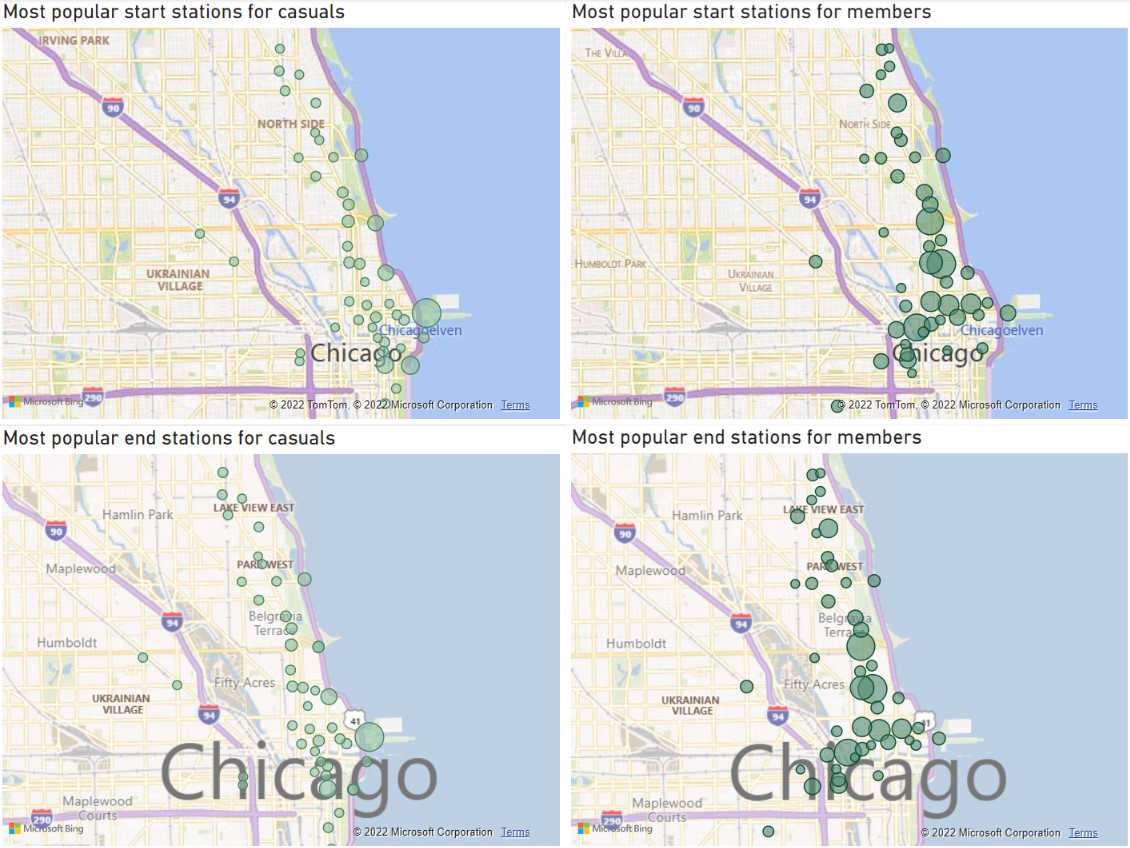 Most popular start stations for casuals
IRVING PARK
90
NORTH SIDE
94
UKRAINIAN
VILLAGE
Chicagoelven
Chicago
290
Microsoft Bing
© 2022 TomTom, © 2022 Microsoft Corporation Terms
Most popular start stations for members
THE VILLA
90
NORTH SIDE
94
HUMBOLDT PARK
UKRAINIAN
VILLAGE
Chicagoelven
Chicago
290
Microsoft Bing
© 2022 TomTom, © 2022 Microsoft Corporation Terms
Most popular end stations for casuals
LAKE VIEW EAST
Hamlin Park
90
PARK WEST
Maplewood
Belgravia
Terrace
94
Humboldt
Fifty Acres
UKRAINIAN
VILLAGE
94
41
Chicago
Maplewood
Courts
290
Microsoft Bing
© 2022 Microsoft Corporation Terms
Most popular end stations for members
LAKE VIEW EAST
Hamlin Park
90
PARK WEST
Maplewood
Belgravia
Terrace
94
Humboldt
Fifty Acres
UKRAINIAN
VILLAGE
94
41
Chicago
Maplewood
Courts
290
Microsoft Bing
© 2022 Microsoft Corporation Terms